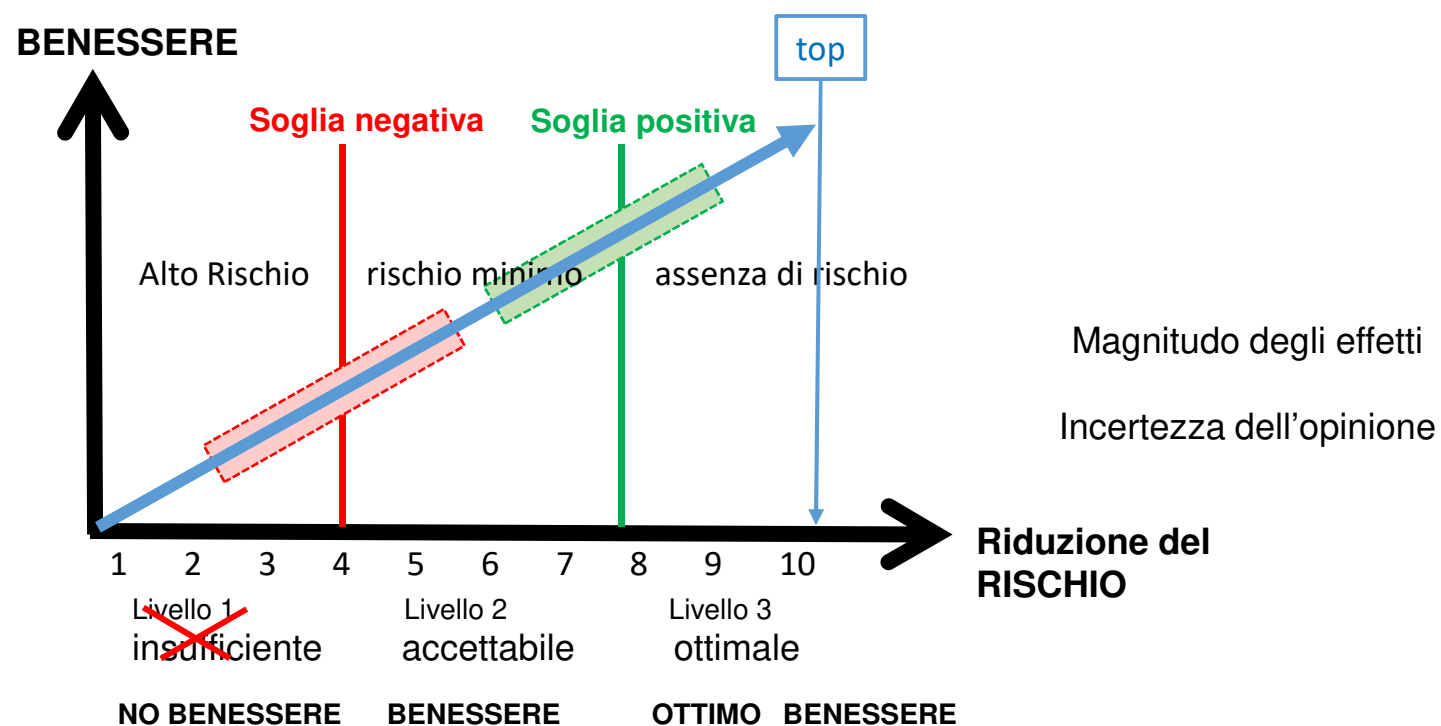 BENESSERE
top
Soglia negativa
Soglia positiva
Alto Rischio
rischio minimo
assenza di rischio
Magnitudo degli effetti
Incertezza dell’opinione
1 2 3 4 5 6 7 8 9 10
Riduzione del
RISCHIO
Livello 1
insufficiente
Livello 2
accettabile
Livello 3
ottimale
NO BENESSERE
BENESSERE
OTTIMO BENESSERE